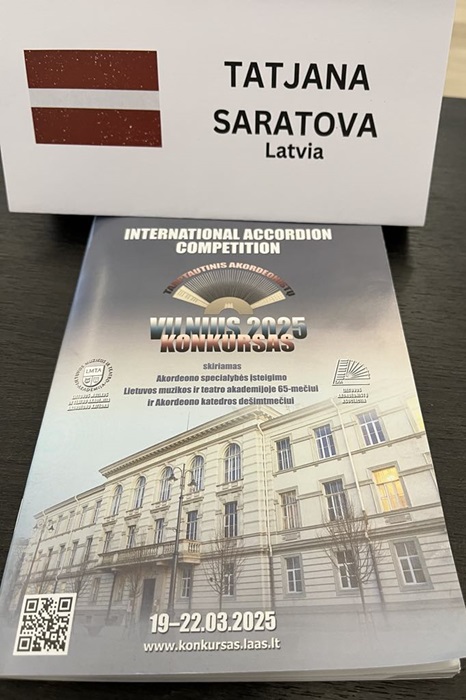 TATJANA
SARATOVA
Latvia
INTERNATIONAL ACCORDION
COMPETITION
TARPTAUTINIS AKORDEONISTŲ
VILNIUS 2025
KONKURSAS
skiriamas
Akordeono specialybės įsteigimo
Lietuvos muzikos ir teatro akademijoje 65-mečiui
ir Akordeono katedros dešimtmečiui
LMTA
19–22.03.2025
www.konkursas.laas.lt